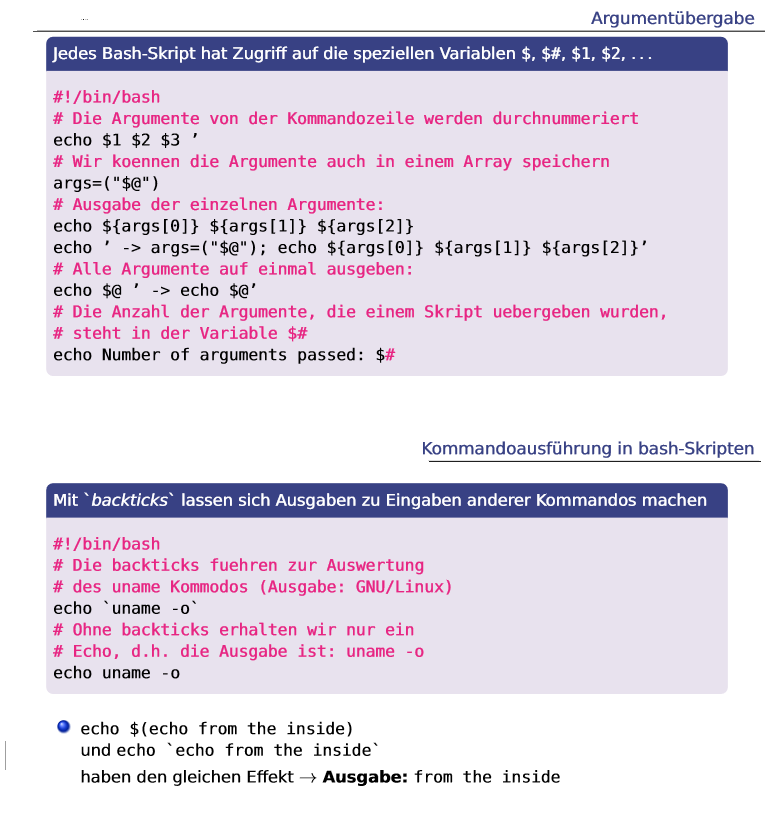 Argumentübergabe
Jedes Bash-Skript hat Zugriff auf die speziellen Variablen $, $#, $1, $2, ...
#!/bin/bash
# Die Argumente von der Kommandozeile werden durchnummeriert
echo $1 $2 $3 ’
# Wir koennen die Argumente auch in einem Array speichern
args=("$@")
# Ausgabe der einzelnen Argumente:
echo ${args[0]} ${args[1]} ${args[2]}
echo ’ -> args=("$@"); echo ${args[0]} ${args[1]} ${args[2]}’
# Alle Argumente auf einmal ausgeben:
echo $@ ’ -> echo $@’
# Die Anzahl der Argumente, die einem Skript uebergeben wurden,
# steht in der Variable $#
echo Number of arguments passed: $#
Kommandoausführung in bash-Skripten
Mit `backticks` lassen sich Ausgaben zu Eingaben anderer Kommandos machen
#!/bin/bash
# Die backticks fuehren zur Auswertung
# des uname Kommodos (Ausgabe: GNU/Linux)
echo `uname -o`
# Ohne backticks erhalten wir nur ein
# Echo, d.h. die Ausgabe ist: uname -o
echo uname -o
echo $(echo from the inside)
und echo `echo from the inside`
haben den gleichen Effekt → Ausgabe: from the inside